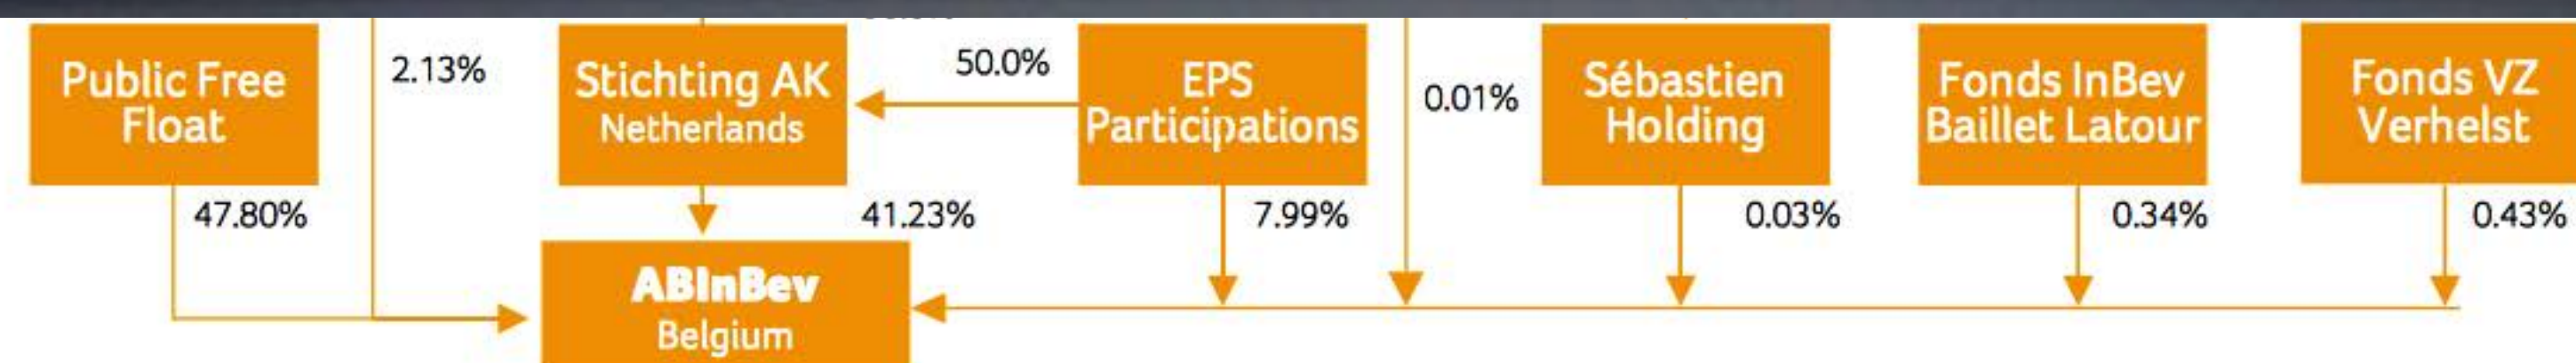 Public Free
Float
2.13%
Stichting AK
Netherlands
50.0%
EPS
Participations
0.01%
Sébastien
Holding
Fonds InBev
Baillet Latour
Fonds VZ
Verhelst
47.80%
41.23%
7.99%
0.03%
0.34%
0.43%
ABInBev
Belgium